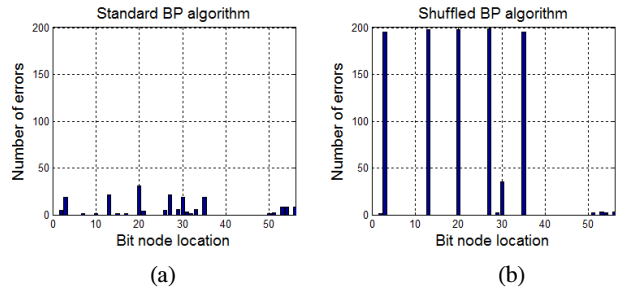 Standard BP algorithm
200
150
100
50
0
Number of errors
0 10 20 30 40 50
Bit node location
(a)
Shuffled BP algorithm
200
150
100
50
0
Number of errors
0 10 20 30 40 50
Bit node location
(b)